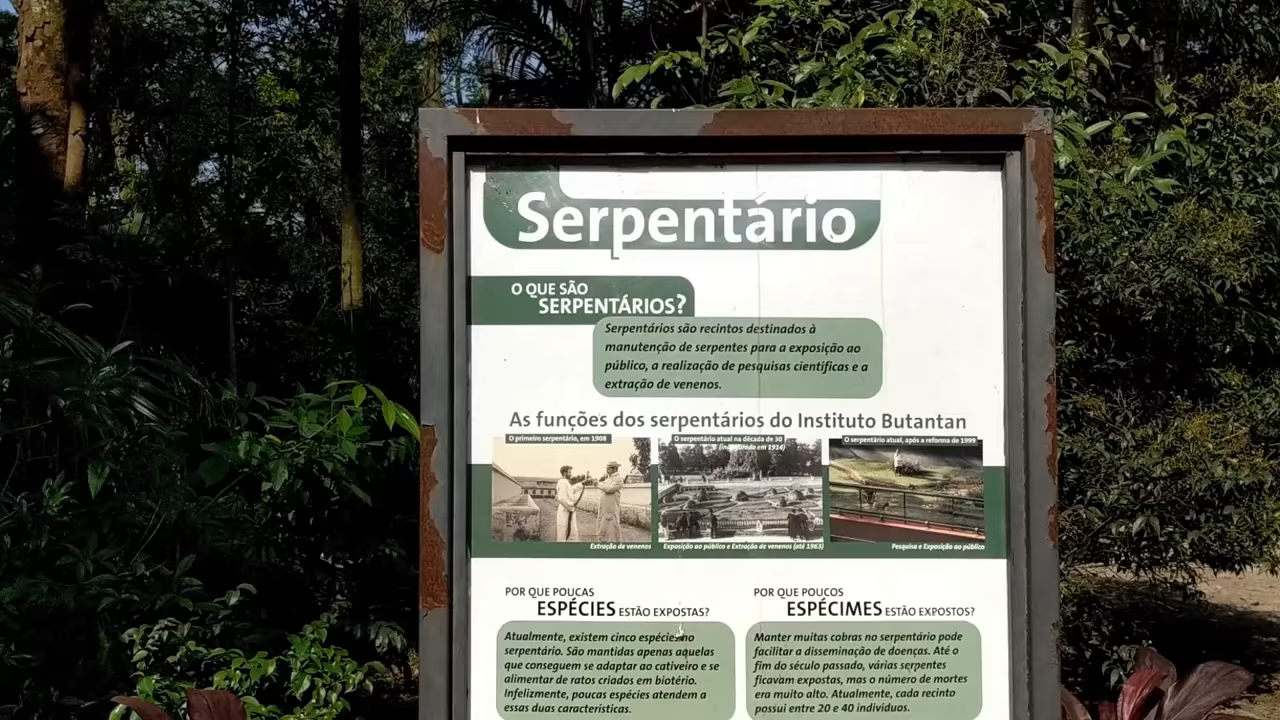 Serpentário
O QUE SÃO
SERPENTÁRIOS?
Serpentários são recintos destinados à
manutenção de serpentes para a exposição ao
público, a realização de pesquisas científicas e a
extração de venenos.
As funções dos serpentários do Instituto Butantan
O primeiro serpentário, em 1908
O serpentário atual na década de 30
(inaugurado em 1914)
O serpentário atual, após a reforma de 1999
Extração de venenos
Exposição ao público e Extração de venenos (até 1963)
Pesquisa e Exposição ao público
POR QUE POUCAS
ESPÉCIES ESTÃO EXPOSTAS?
Atualmente, existem cinco espécies no
serpentário. São mantidas apenas aquelas
que conseguem se adaptar ao cativeiro e se
alimentar de ratos criados em biotério.
Infelizmente, poucas espécies atendem a
essas duas características.
POR QUE POUCOS
ESPÉCIMES ESTÃO EXPOSTOS?
Manter muitas cobras no serpentário pode
facilitar a disseminação de doenças. Até o
fim do século passado, várias serpentes
ficavam expostas, mas o número de mortes
era muito alto. Atualmente, cada recinto
possui entre 20 e 40 indivíduos.